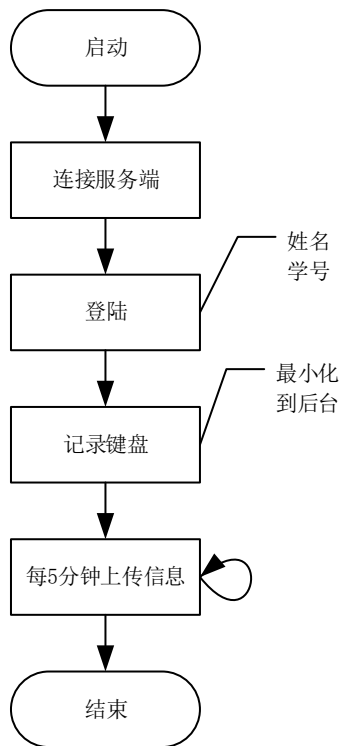 启动
连接服务端
姓名
学号
登陆
最小化
到后台
记录键盘
每5分钟上传信息
结束